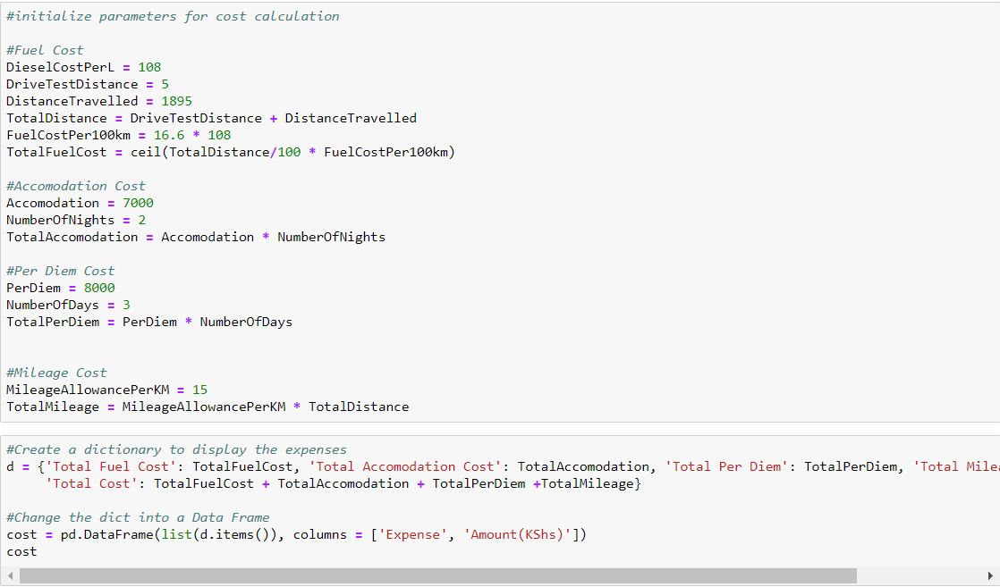 #initialize parameters for cost calculation
#Fuel Cost
DieselCostPerL = 108
DriveTestDistance = 5
DistanceTravelled = 1895
TotalDistance = DriveTestDistance + DistanceTravelled
FuelCostPer100km = 16.6 * 108
TotalFuelCost = ceil(TotalDistance/100 * FuelCostPer100km)
#Accomodation Cost
Accomodation = 7000
NumberOfNights = 2
TotalAccomodation = Accomodation * NumberOfNights
#Per Diem Cost
PerDiem = 8000
NumberOfDays = 3
TotalPerDiem = PerDiem * NumberOfDays
#Mileage Cost
MileageAllowancePerKM = 15
TotalMileage = MileageAllowancePerKM * TotalDistance
#Create a dictionary to display the expenses
d = {'Total Fuel Cost': TotalFuelCost, 'Total Accomodation Cost': TotalAccomodation, 'Total Per Diem': TotalPerDiem, 'Total
'Total Cost': TotalFuelCost + TotalAccomodation + TotalPerDiem +TotalMileage}
#Change the dict into a Data Frame
cost = pd.DataFrame(list(d.items()), columns = ['Expense', 'Amount(KShs)'])
cost